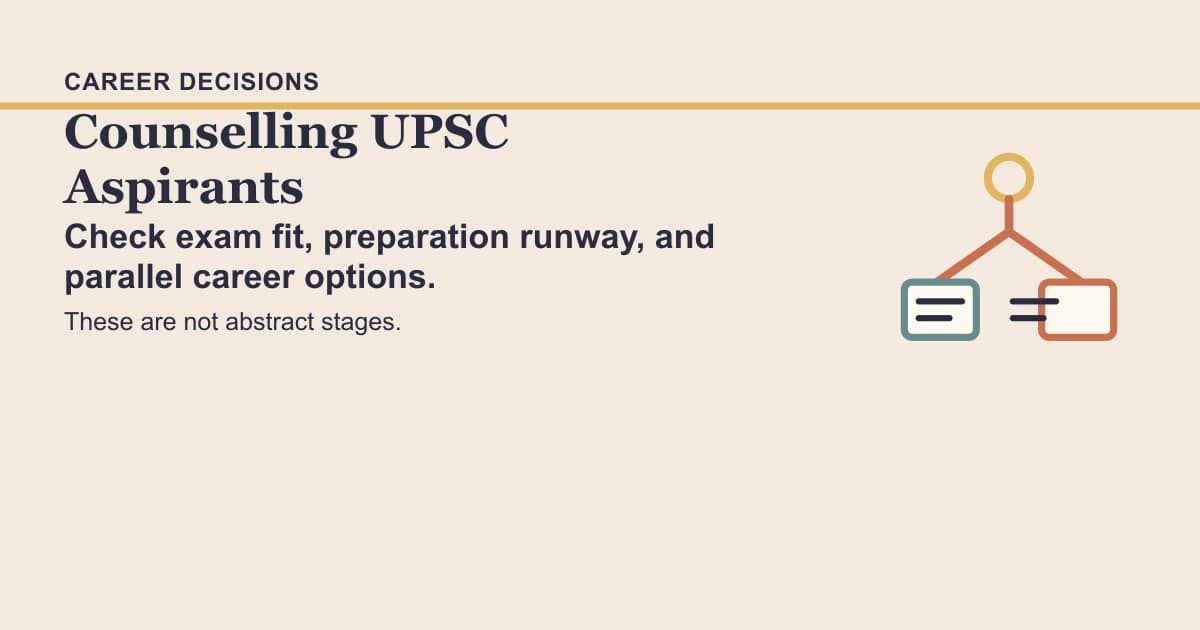 CAREER DECISIONS
Counselling UPSC
Aspirants
Check exam fit, preparation runway, and
parallel career options.
These are not abstract stages.